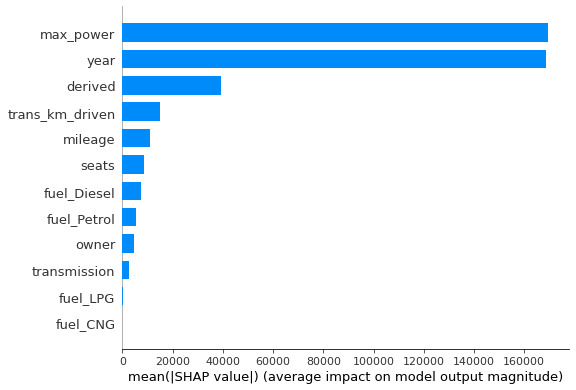 max_power
year
derived
trans_km_driven
mileage
seats
fuel_Diesel
fuel_Petrol
owner
transmission
fuel_LPG
fuel_CNG
0 20000 40000 60000 80000 100000 120000 140000 160000
mean(|SHAP value|) (average impact on model output magnitude)